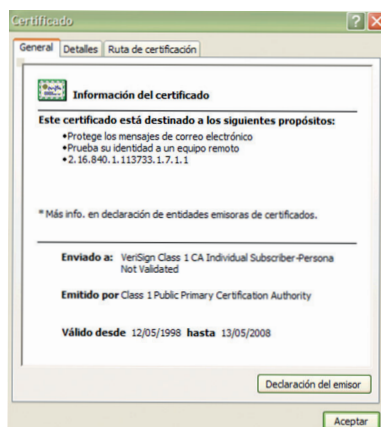 Certificado
General Detalles Ruta de certificación
Información del certificado
Este certificado está destinado a los siguientes propósitos:
•Protege los mensajes de correo electrónico
•Prueba su identidad a un equipo remoto
•2.16.840.1.113733.1.7.1.1
* Más info. en declaración de entidades emisoras de certificados.
Enviado a: VeriSign Class 1 CA Individual Subscriber-Persona
Not Validated
Emitido por Class 1 Public Primary Certification Authority
Válido desde 12/05/1998 hasta 13/05/2008
Declaración del emisor
Aceptar